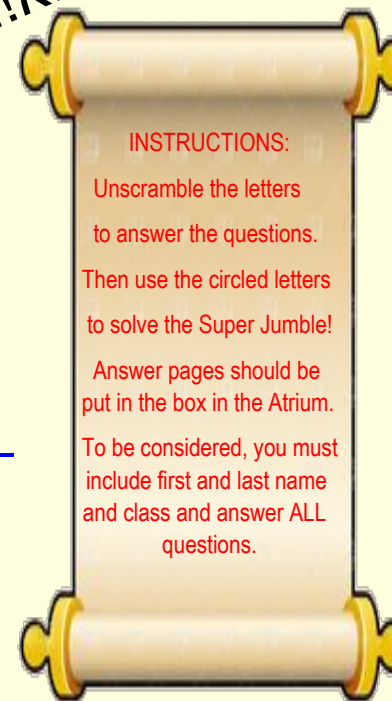 INSTRUCTIONS:
Unscramble the letters
to answer the questions.
Then use the circled letters
to solve the Super Jumble!
Answer pages should be
put in the box in the Atrium.
To be considered, you must
include first and last name
and class and answer ALL
questions.